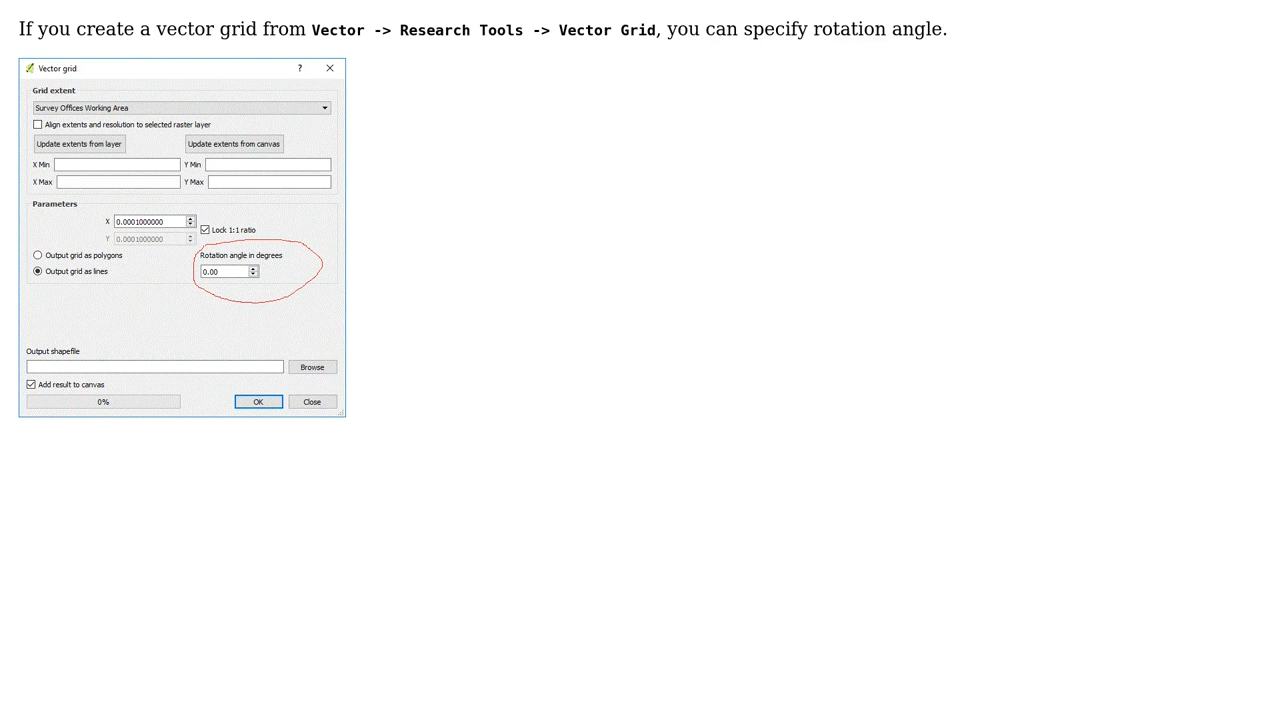 If you create a vector grid from Vector -> Research Tools -> Vector Grid, you can specify rotation angle.
Vector grid ?
Grid extent
Survey Offices Working Area
Align extents and resolution to selected raster layer
Update extents from layer Update extents from canvas
X Min Y Min
X Max Y Max
Parameters
X 0.0001000000
Lock 1:1 ratio
Y 0.0001000000
Output grid as polygons Rotation angle in degrees
Output grid as lines 0.00
Output shapefile
Browse
Add result to canvas
0% OK Close